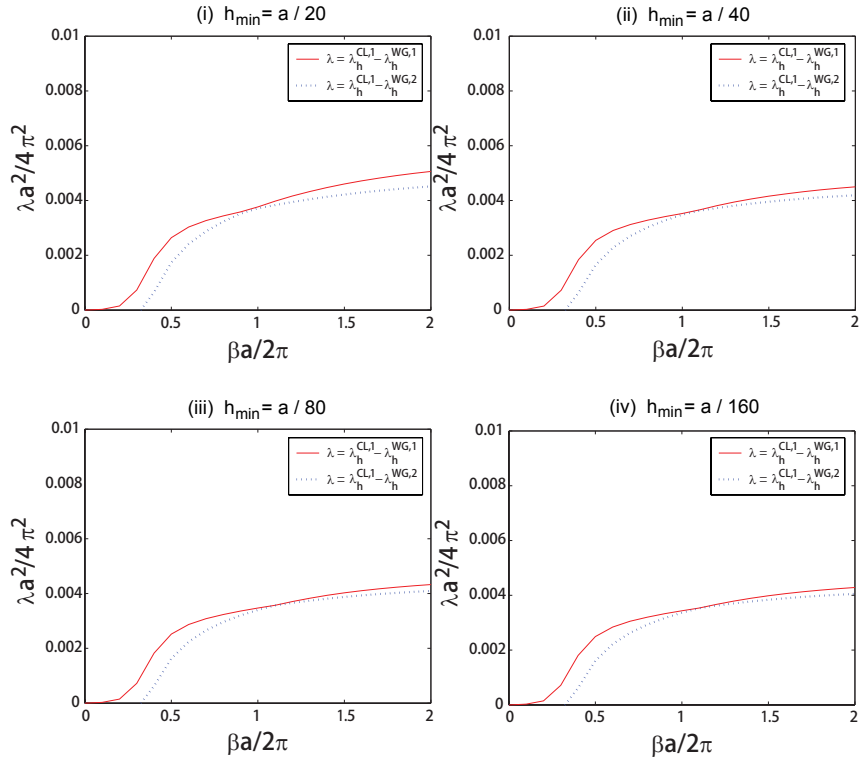 (i) h_min = a / 20
0.01
0.008
0.006
0.004
0.002
0
λa²/4π²
λ = λ_h^CL,1 − λ_h^WG,1
λ = λ_h^CL,1 − λ_h^WG,2
0 0.5 1 1.5 2
βa/2π
(ii) h_min = a / 40
0.01
0.008
0.006
0.004
0.002
0
λa²/4π²
λ = λ_h^CL,1 − λ_h^WG,1
λ = λ_h^CL,1 − λ_h^WG,2
0 0.5 1 1.5 2
βa/2π
(iii) h_min = a / 80
0.01
0.008
0.006
0.004
0.002
0
λa²/4π²
λ = λ_h^CL,1 − λ_h^WG,1
λ = λ_h^CL,1 − λ_h^WG,2
0 0.5 1 1.5 2
βa/2π
(iv) h_min = a / 160
0.01
0.008
0.006
0.004
0.002
0
λa²/4π²
λ = λ_h^CL,1 − λ_h^WG,1
λ = λ_h^CL,1 − λ_h^WG,2
0 0.5 1 1.5 2
βa/2π